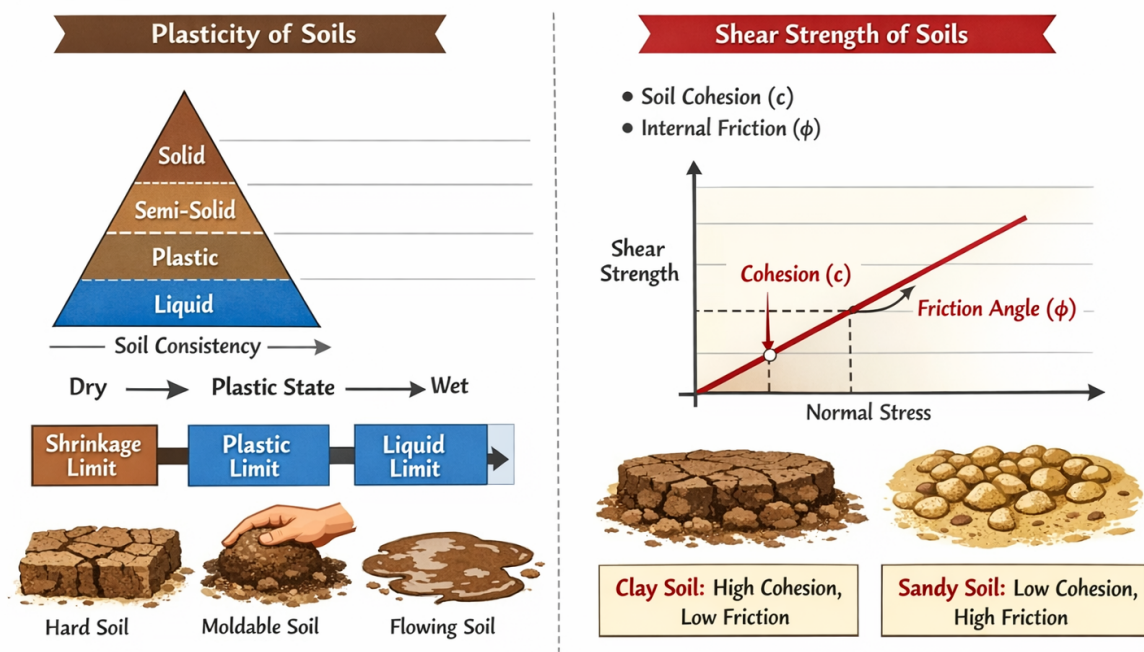 Plasticity of Soils
Solid
Semi-Solid
Plastic
Liquid
Soil Consistency
Dry
Plastic State
Wet
Shrinkage
Limit
Plastic
Limit
Liquid
Limit
Hard Soil
Moldable Soil
Flowing Soil
Shear Strength of Soils
• Soil Cohesion (c)
• Internal Friction (ϕ)
Shear
Strength
Cohesion (c)
Friction Angle (ϕ)
Normal Stress
Clay Soil: High Cohesion,
Low Friction
Sandy Soil: Low Cohesion,
High Friction